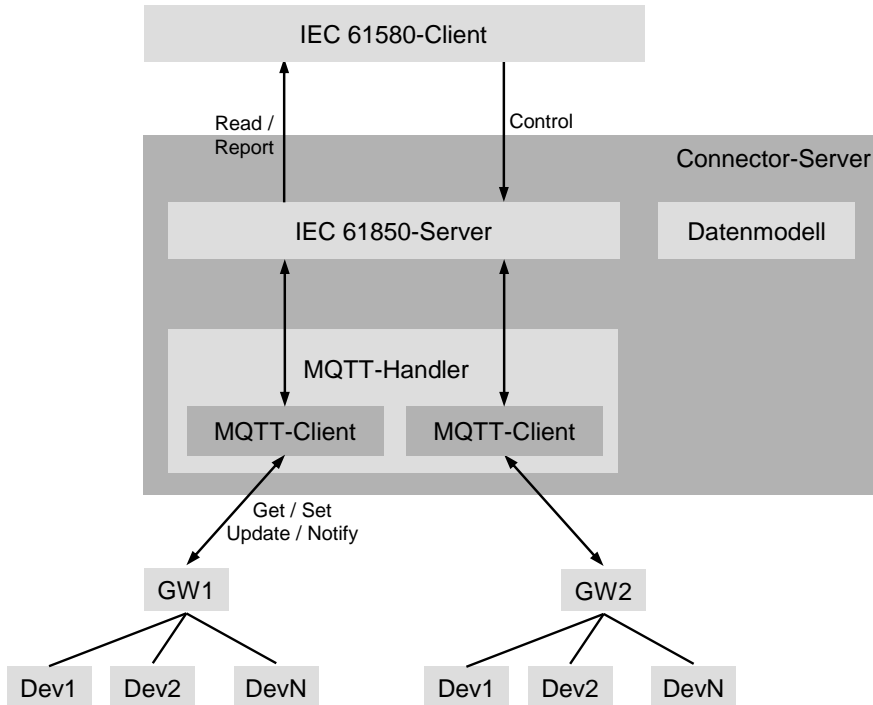 IEC 61580-Client
Read /
Report
Control
Connector-Server
IEC 61850-Server
Datenmodell
MQTT-Handler
MQTT-Client
MQTT-Client
Get / Set
Update / Notify
GW1
GW2
Dev1
Dev2
DevN
Dev1
Dev2
DevN